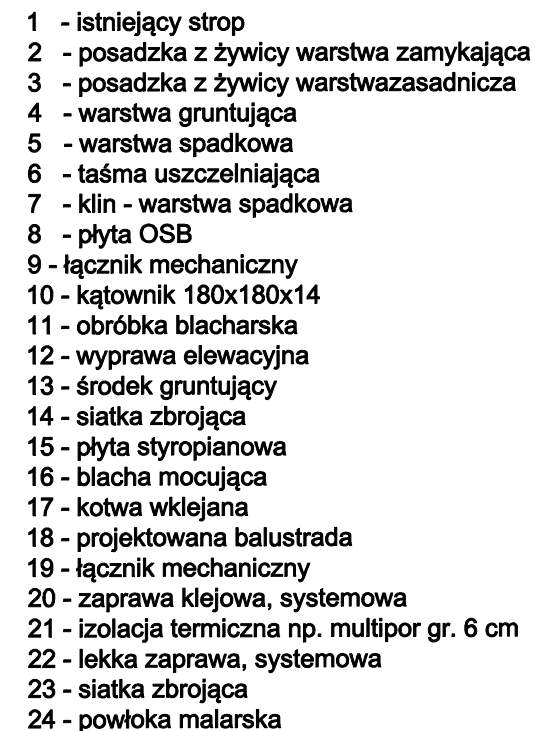 1 - istniejący strop
2 - posadzka z żywicy warstwa zamykająca
3 - posadzka z żywicy warstwazasadnicza
4 - warstwa gruntująca
5 - warstwa spadkowa
6 - taśma uszczelniająca
7 - klin - warstwa spadkowa
8 - płyta OSB
9 - łącznik mechaniczny
10 - kątownik 180x180x14
11 - obróbka blacharska
12 - wyprawa elewacyjna
13 - środek gruntujący
14 - siatka zbrojąca
15 - płyta styropianowa
16 - blacha mocująca
17 - kotwa wklejana
18 - projektowana balustrada
19 - łącznik mechaniczny
20 - zaprawa klejowa, systemowa
21 - izolacja termiczna np. multipor gr. 6 cm
22 - lekka zaprawa, systemowa
23 - siatka zbrojąca
24 - powłoka malarska